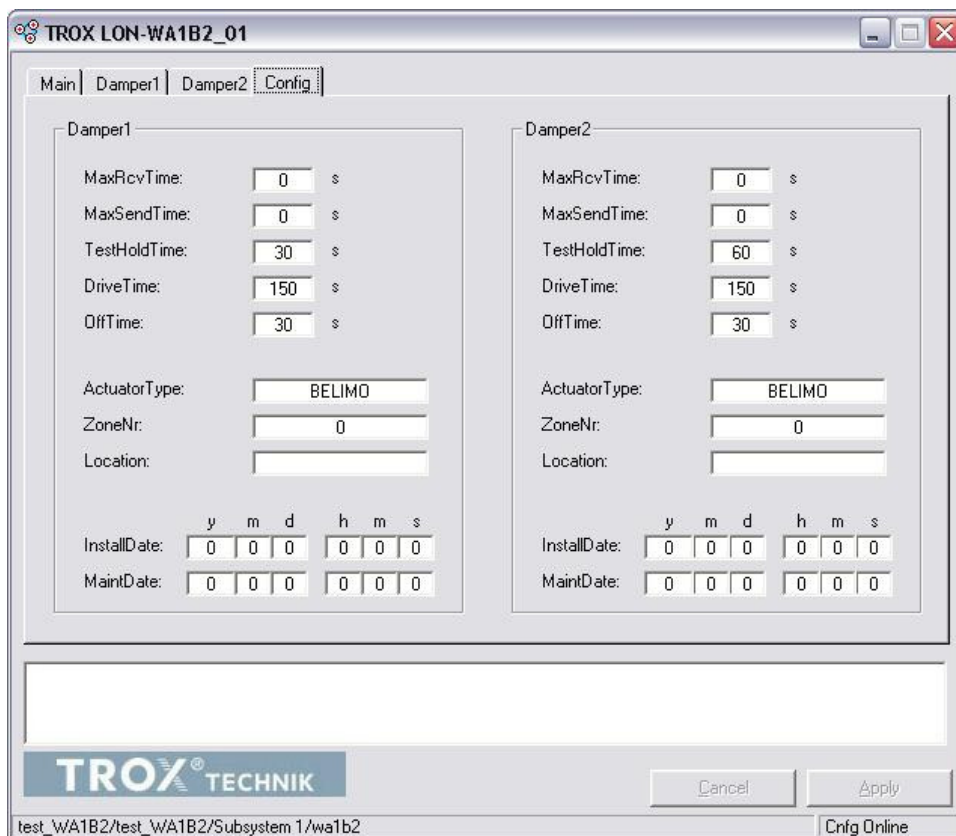 TROX LON-WA1B2_01
Main Damper1 Damper2 Config
Damper1
MaxRcvTime: 0 s
MaxSendTime: 0 s
TestHoldTime: 30 s
DriveTime: 150 s
OffTime: 30 s
ActuatorType: BELIMO
ZoneNr: 0
Location:
y m d h m s
InstallDate: 0 0 0 0 0 0
MaintDate: 0 0 0 0 0 0
Damper2
MaxRcvTime: 0 s
MaxSendTime: 0 s
TestHoldTime: 60 s
DriveTime: 150 s
OffTime: 30 s
ActuatorType: BELIMO
ZoneNr: 0
Location:
y m d h m s
InstallDate: 0 0 0 0 0 0
MaintDate: 0 0 0 0 0 0
TROX® TECHNIK
Cancel Apply
test_WA1B2/test_WA1B2/Subsystem 1/wa1b2 Cnfg Online